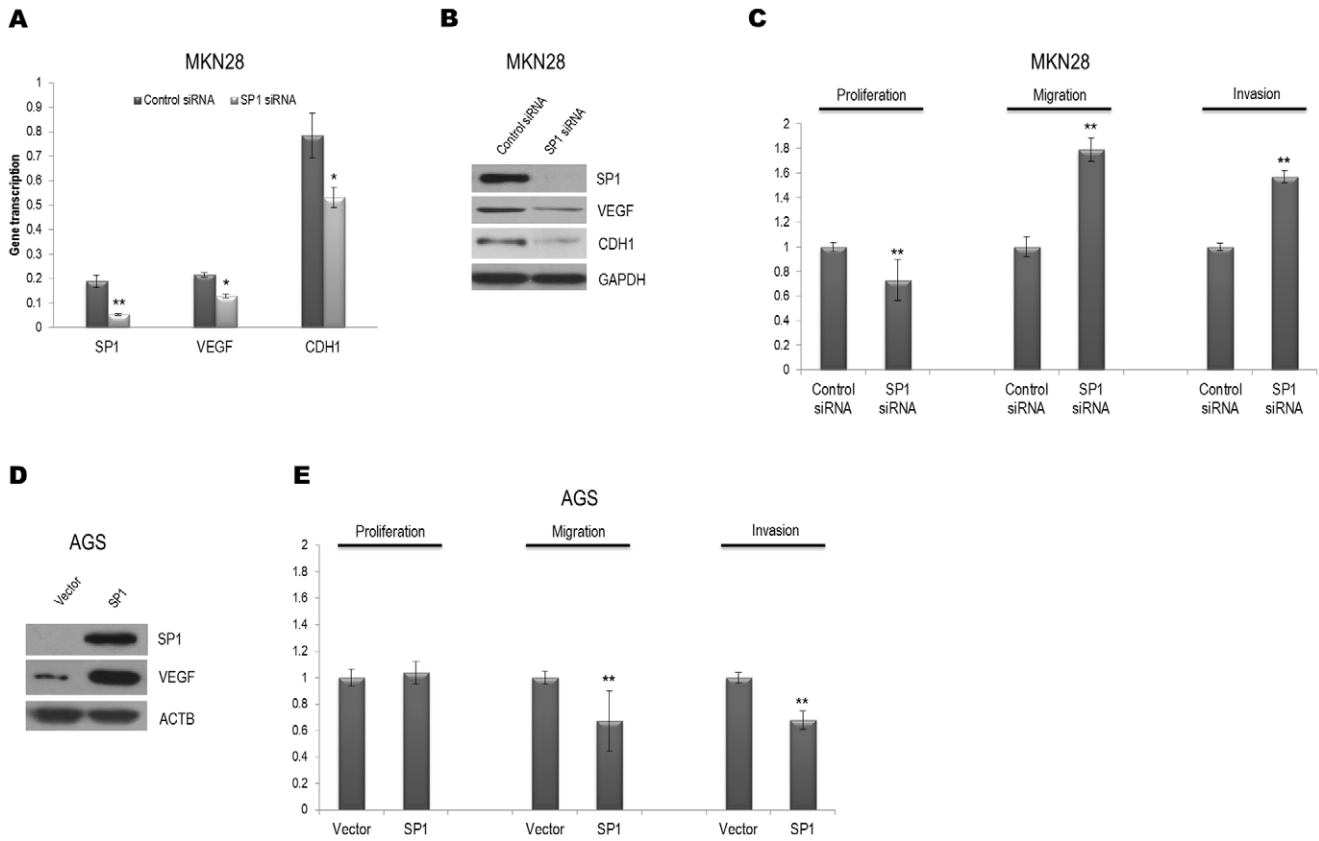 A
MKN28
Control siRNA SP1 siRNA
Gene transcription
1
0.9
0.8
0.7
0.6
0.5
0.4
0.3
0.2
0.1
0
**
*
*
SP1 VEGF CDH1
B
MKN28
Control siRNA SP1 siRNA
SP1
VEGF
CDH1
GAPDH
C
MKN28
Proliferation Migration Invasion
2
1.8
1.6
1.4
1.2
1
0.8
0.6
0.4
0.2
0
**
**
**
Control siRNA SP1 siRNA Control siRNA SP1 siRNA Control siRNA SP1 siRNA
D
AGS
Vector SP1
SP1
VEGF
ACTB
E
AGS
Proliferation Migration Invasion
2
1.8
1.6
1.4
1.2
1
0.8
0.6
0.4
0.2
0
**
**
Vector SP1 Vector SP1 Vector SP1